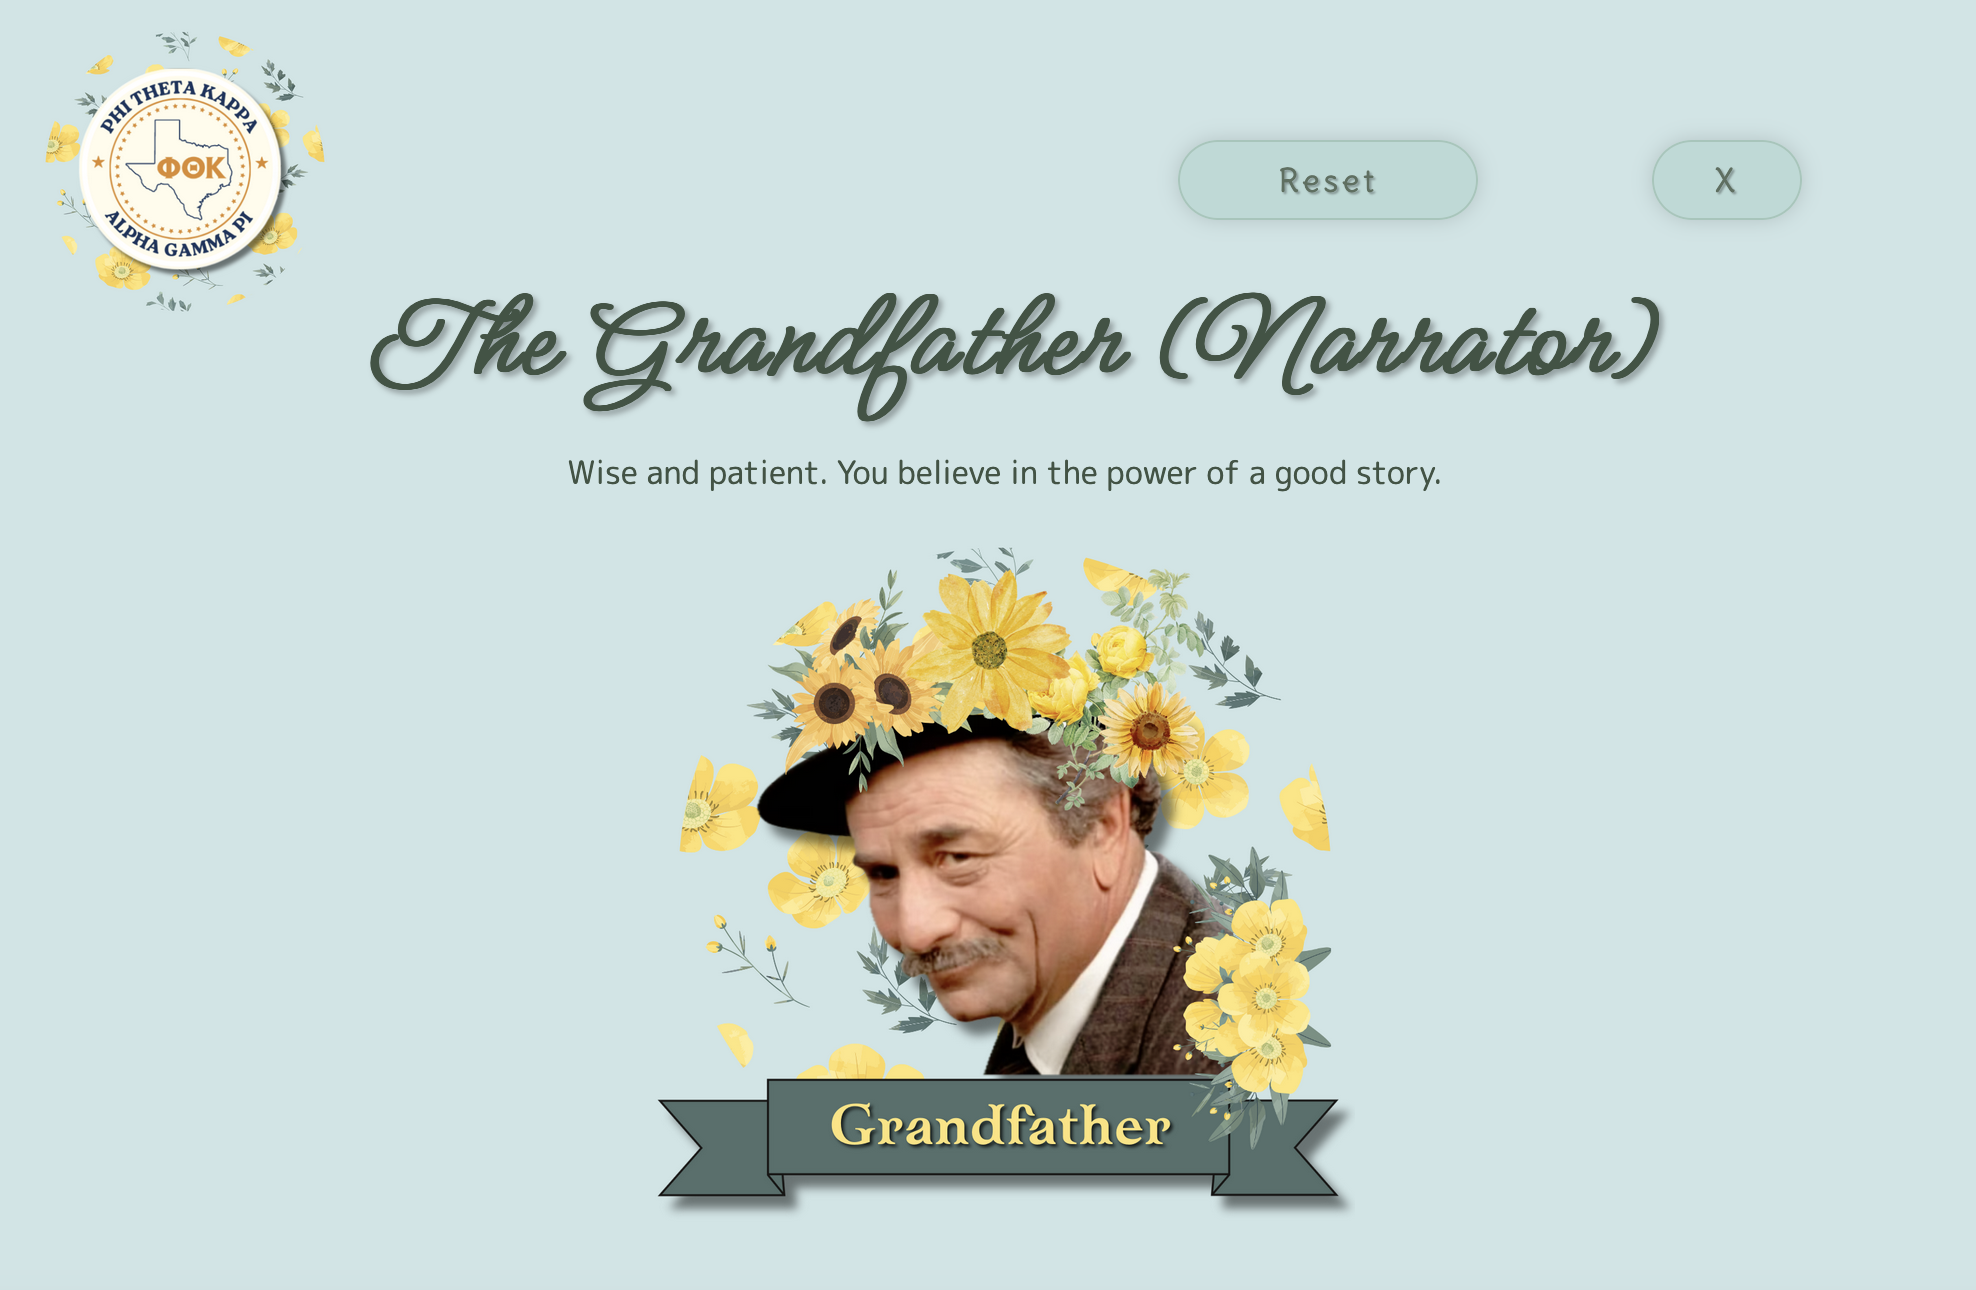 PHI THETA KAPPA
ΦΘΚ
ALPHA GAMMA PI
Reset
X
The Grandfather (Narrator)
Wise and patient. You believe in the power of a good story.
Grandfather